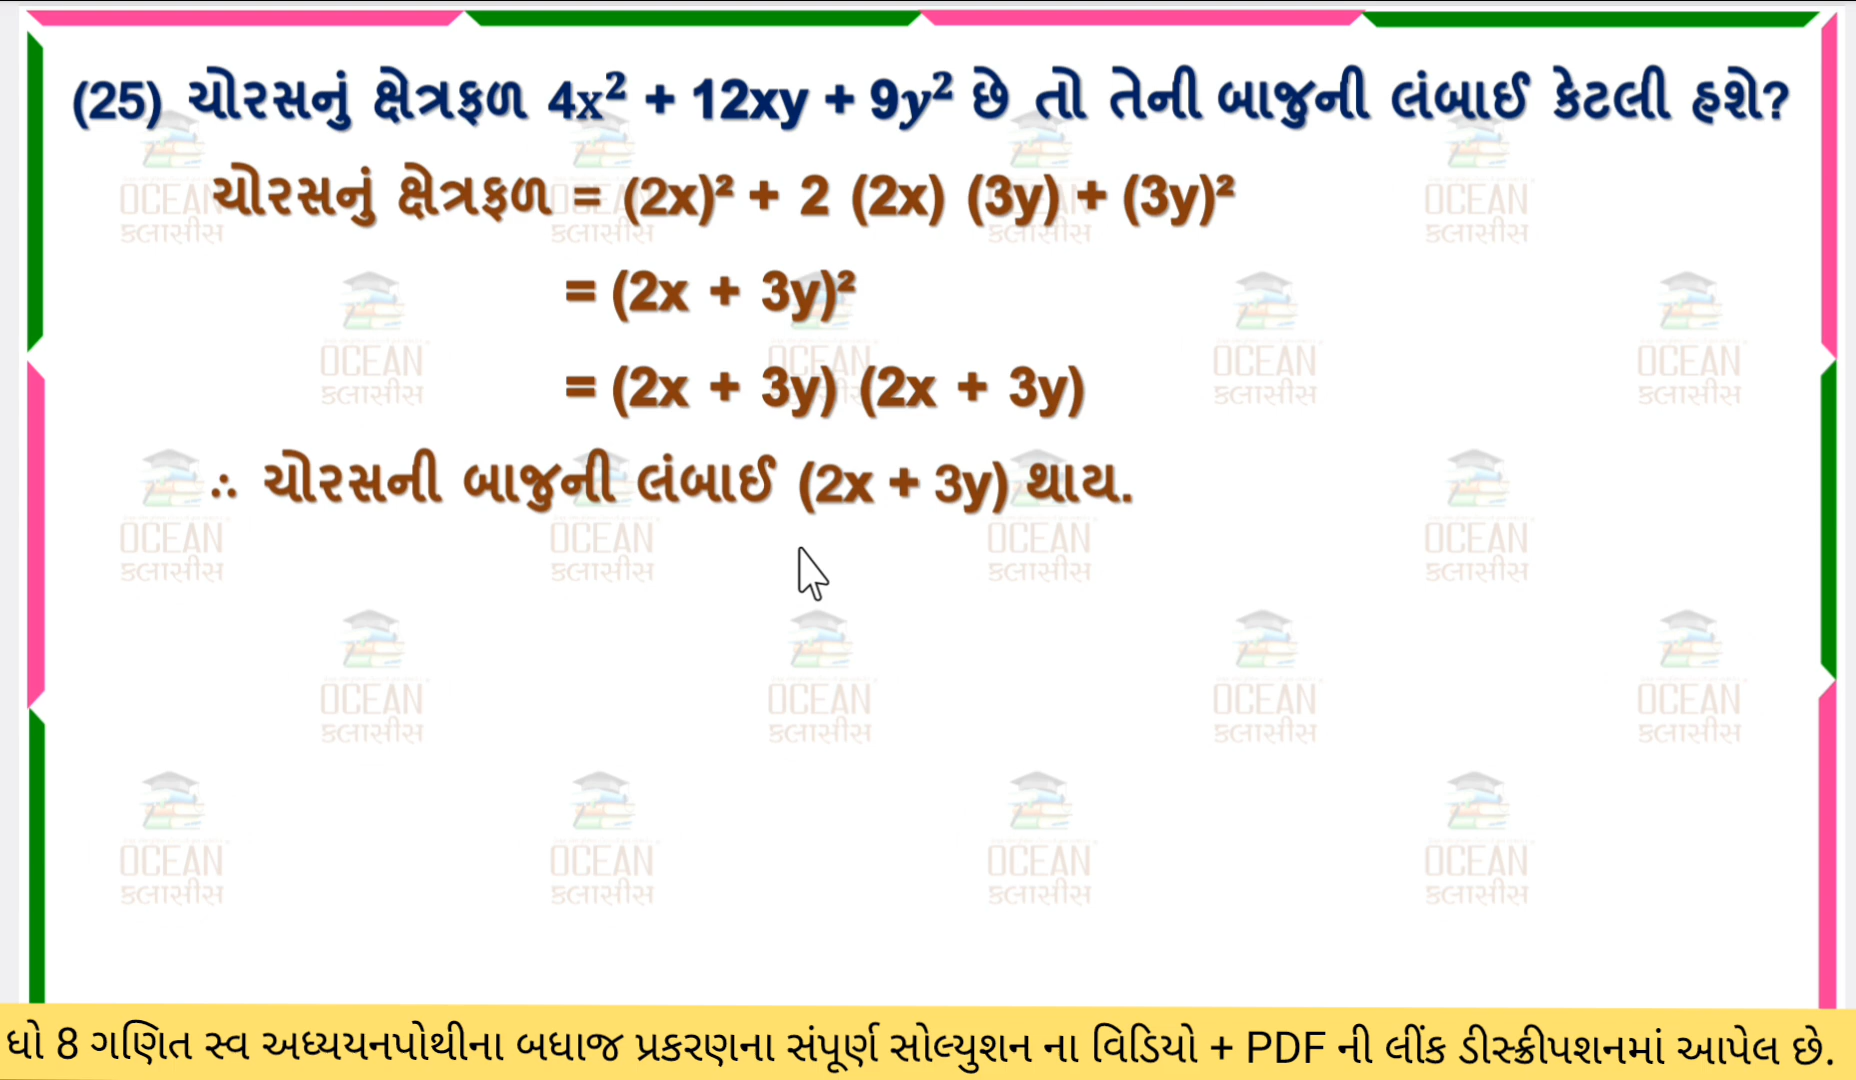 (25) ચોરસનું ક્ષેત્રફળ 4x² + 12xy + 9y² છે તો તેની બાજુની લંબાઈ કેટલી હશે?
ચોરસનું ક્ષેત્રફળ = (2x)² + 2 (2x) (3y) + (3y)²
= (2x + 3y)²
= (2x + 3y) (2x + 3y)
∴ ચોરસની બાજુની લંબાઈ (2x + 3y) થાય.
OCEAN
ક્લાસીસ
ધો 8 ગણિત સ્વ અધ્યયનપોથીના બધાજ પ્રકરણના સંપૂર્ણ સોલ્યુશન ના વિડિયો + PDF ની લીંક ડીસ્ક્રીપશનમાં આપેલ છે.